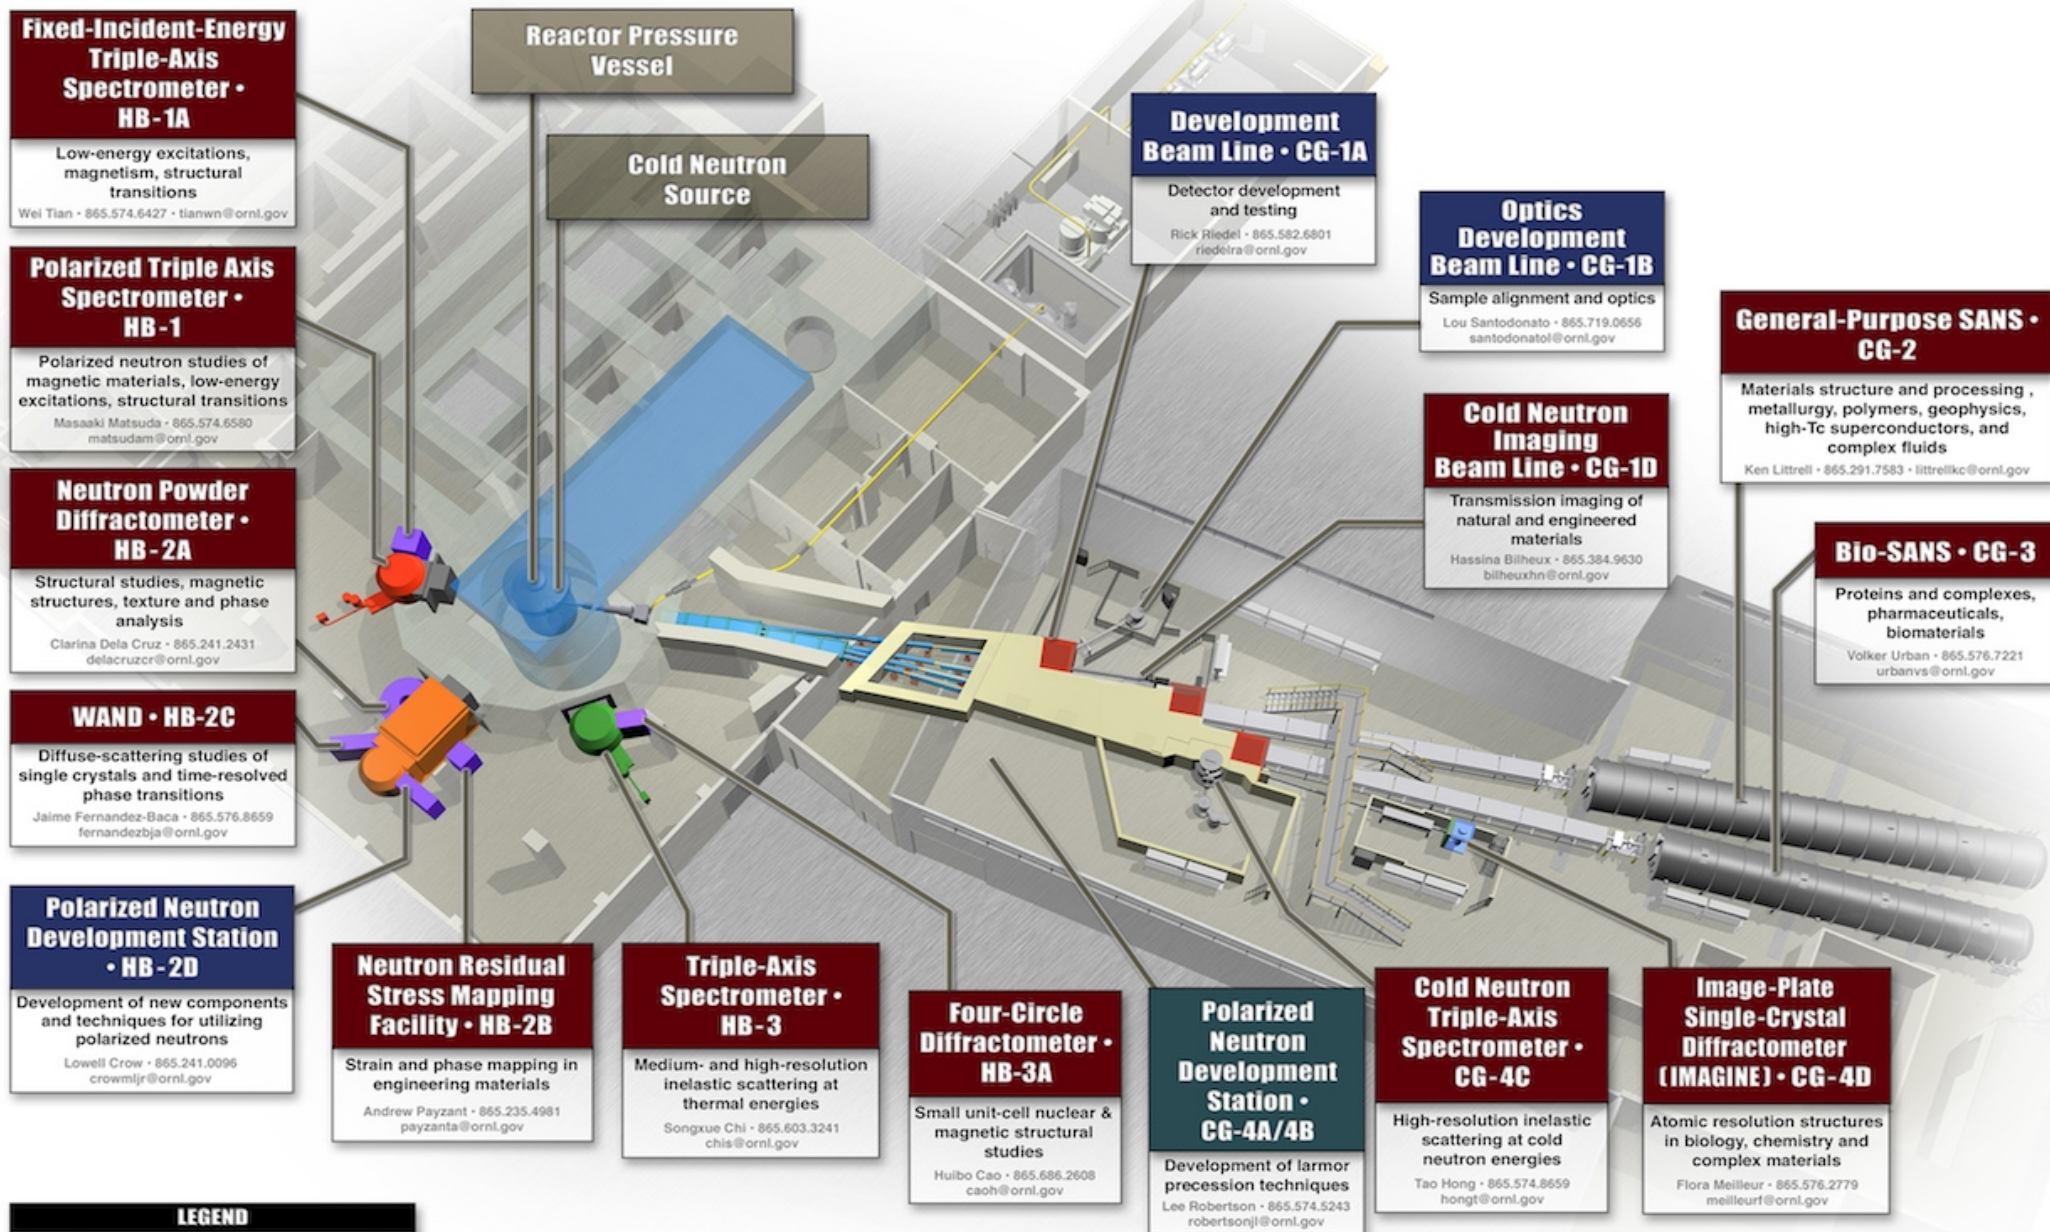 Fixed-Incident-Energy
Triple-Axis
Spectrometer •
HB-1A
Low-energy excitations,
magnetism, structural
transitions
Wei Tian • 865.574.6427 • tianwn@ornl.gov
Polarized Triple Axis
Spectrometer •
HB-1
Polarized neutron studies of
magnetic materials, low-energy
excitations, structural transitions
Masaaki Matsuda • 865.574.6580
matsudam@ornl.gov
Neutron Powder
Diffractometer •
HB-2A
Structural studies, magnetic
structures, texture and phase
analysis
Clarina Dela Cruz • 865.241.2431
delacruzcr@ornl.gov
WAND • HB-2C
Diffuse-scattering studies of
single crystals and time-resolved
phase transitions
Jaime Fernandez-Baca • 865.576.8659
fernandezbja@ornl.gov
Polarized Neutron
Development Station
• HB-2D
Development of new components
and techniques for utilizing
polarized neutrons
Lowell Crow • 865.241.0096
crowmljr@ornl.gov
Reactor Pressure
Vessel
Cold Neutron
Source
Development
Beam Line • CG-1A
Detector development
and testing
Rick Riedel • 865.582.6801
riedelra@ornl.gov
Optics
Development
Beam Line • CG-1B
Sample alignment and optics
Lou Santodonato • 865.719.0656
santodonatol@ornl.gov
Cold Neutron
Imaging
Beam Line • CG-1D
Transmission imaging of
natural and engineered
materials
Hassina Bilheux • 865.384.9630
bilheuxhn@ornl.gov
General-Purpose SANS •
CG-2
Materials structure and processing ,
metallurgy, polymers, geophysics,
high-Tc superconductors, and
complex fluids
Ken Littrell • 865.291.7583 • littrellkc@ornl.gov
Bio-SANS • CG-3
Proteins and complexes,
pharmaceuticals,
biomaterials
Volker Urban • 865.576.7221
urbanvs@ornl.gov
Neutron Residual
Stress Mapping
Facility • HB-2B
Strain and phase mapping in
engineering materials
Andrew Payzant • 865.235.4981
payzanta@ornl.gov
Triple-Axis
Spectrometer •
HB-3
Medium- and high-resolution
inelastic scattering at
thermal energies
Songxue Chi • 865.603.3241
chis@ornl.gov
Four-Circle
Diffractometer •
HB-3A
Small unit-cell nuclear &
magnetic structural
studies
Huibo Cao • 865.686.2608
caoh@ornl.gov
Polarized
Neutron
Development
Station •
CG-4A/4B
Development of larmor
precession techniques
Lee Robertson • 865.574.5243
robertsonjl@ornl.gov
Cold Neutron
Triple-Axis
Spectrometer •
CG-4C
High-resolution inelastic
scattering at cold
neutron energies
Tao Hong • 865.574.8659
hongt@ornl.gov
Image-Plate
Single-Crystal
Diffractometer
(IMAGINE) • CG-4D
Atomic resolution structures
in biology, chemistry and
complex materials
Flora Meilleur • 865.576.2779
meilleurf@ornl.gov
LEGEND